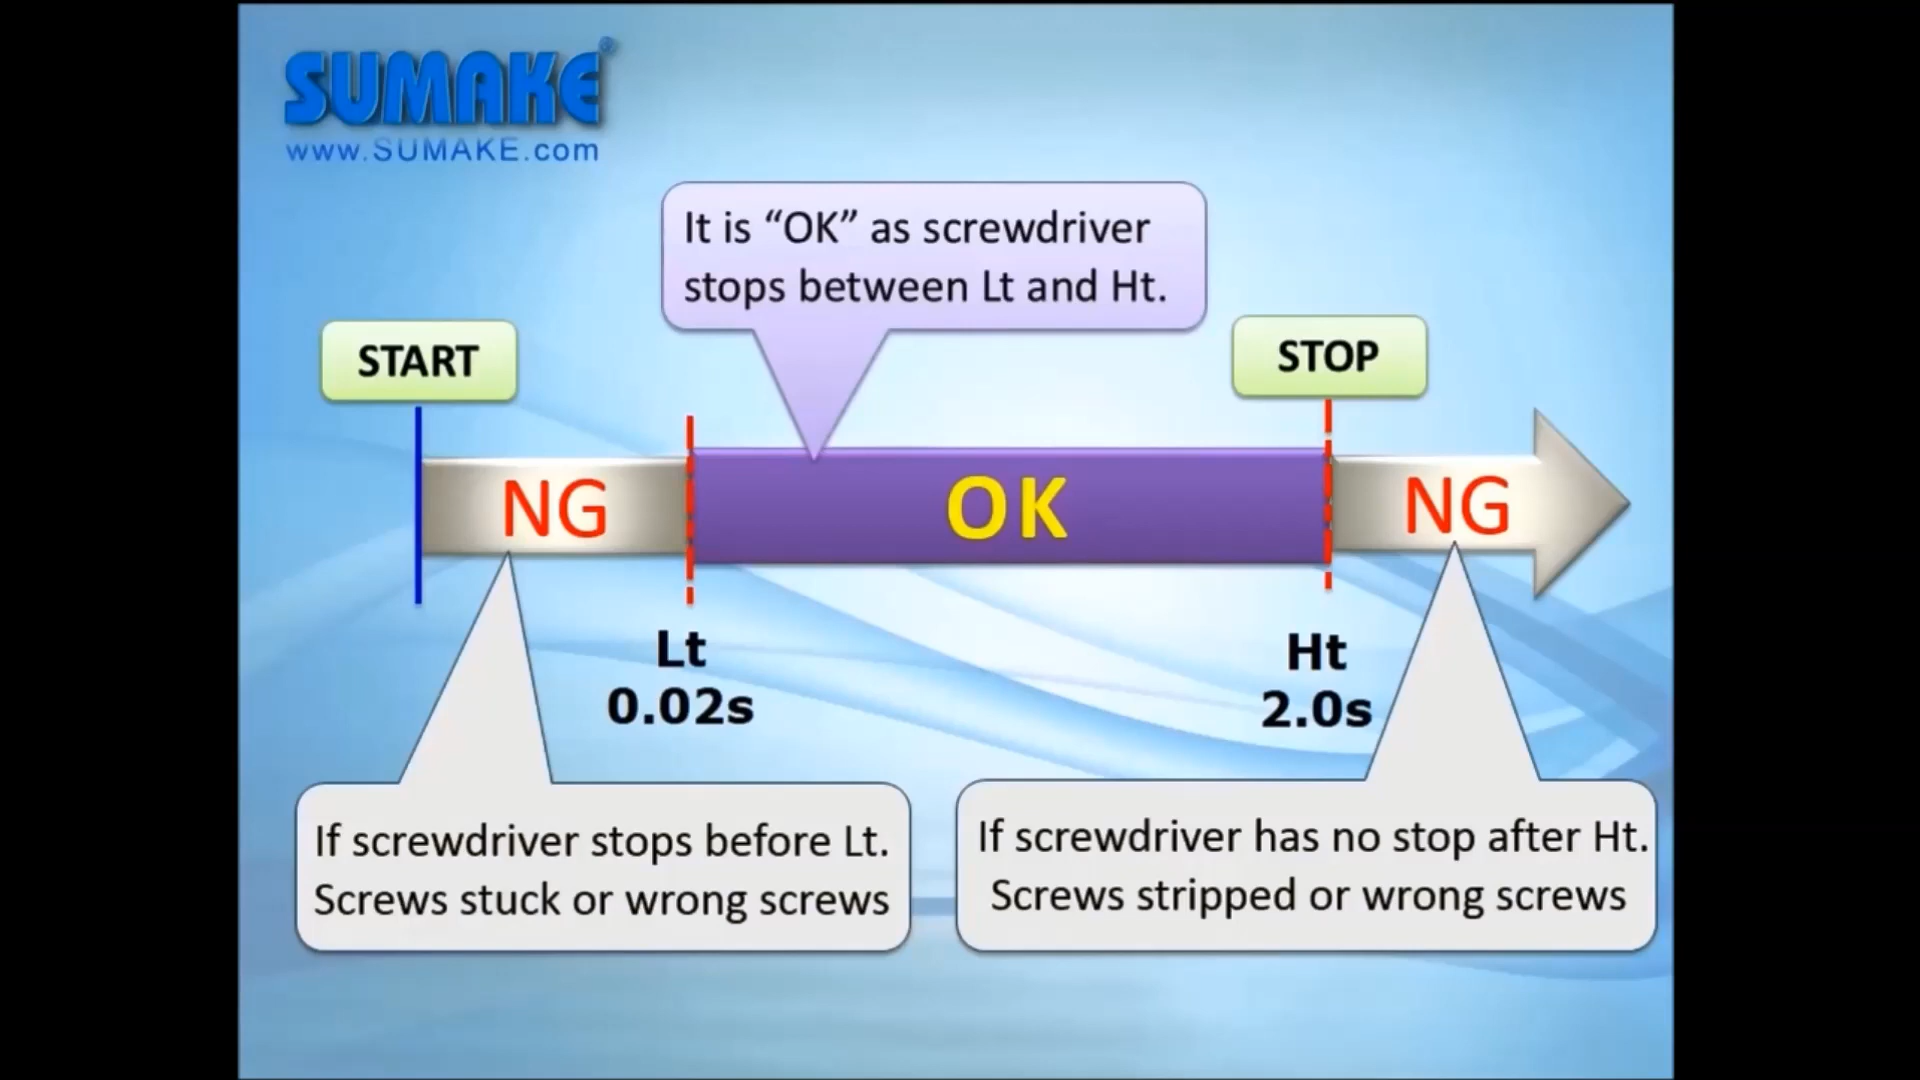 SUMAKE®
www.SUMAKE.com
It is “OK” as screwdriver
stops between Lt and Ht.
START
STOP
NG
OK
NG
Lt
0.02s
Ht
2.0s
If screwdriver stops before Lt.
Screws stuck or wrong screws
If screwdriver has no stop after Ht.
Screws stripped or wrong screws